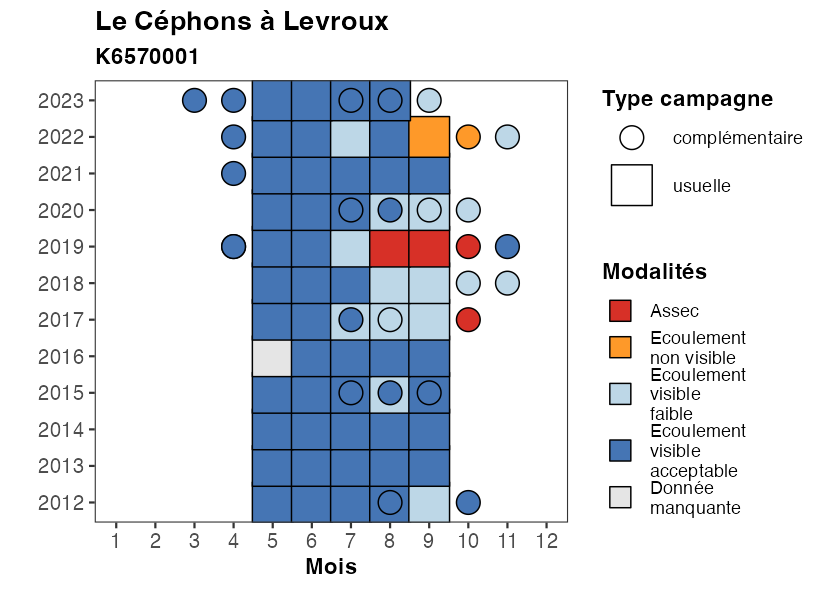 Le Céphons à Levroux
K6570001
2023
2022
2021
2020
2019
2018
2017
2016
2015
2014
2013
2012
1 2 3 4 5 6 7 8 9 10 11 12
Mois
Type campagne
complémentaire
usuelle
Modalités
Assec
Ecoulement
non visible
Ecoulement
visible
faible
Ecoulement
visible
acceptable
Donnée
manquante